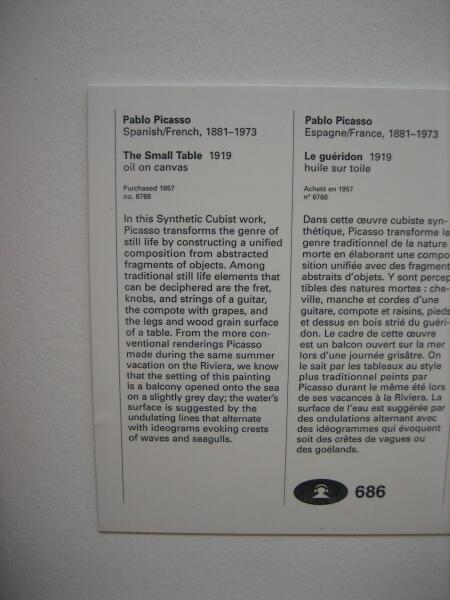 Pablo Picasso
Spanish/French, 1881–1973
The Small Table 1919
oil on canvas
Purchased 1957
no. 6768
In this Synthetic Cubist work,
Picasso transforms the genre of
still life by constructing a unified
composition from abstracted
fragments of objects. Among
traditional still life elements that
can be deciphered are the fret,
knobs, and strings of a guitar,
the compote with grapes, and
the legs and wood grain surface
of a table. From the more con-
ventional renderings Picasso
made during the same summer
vacation on the Riviera, we know
that the setting of this painting
is a balcony opened onto the sea
on a slightly grey day; the water's
surface is suggested by the
undulating lines that alternate
with ideograms evoking crests
of waves and seagulls.
Pablo Picasso
Espagne/France, 1881–1973
Le guéridon 1919
huile sur toile
Acheté en 1957
n° 6768
Dans cette œuvre cubiste syn-
thétique, Picasso transforme le
genre traditionnel de la nature
morte en élaborant une compo
sition unifiée avec des fragment
abstraits d'objets. Y sont percep
tibles des natures mortes : che-
ville, manche et cordes d'une
guitare, compote et raisins, pieds
et dessus en bois strié du guéri-
don. Le cadre de cette œuvre
est un balcon ouvert sur la mer
lors d'une journée grisâtre. On
le sait par les tableaux au style
plus traditionnel peints par
Picasso durant le même été lors
de ses vacances à la Riviera. La
surface de l'eau est suggérée par
des ondulations alternant avec
des idéogrammes qui évoquent
soit des crêtes de vagues ou
des goélands.
686